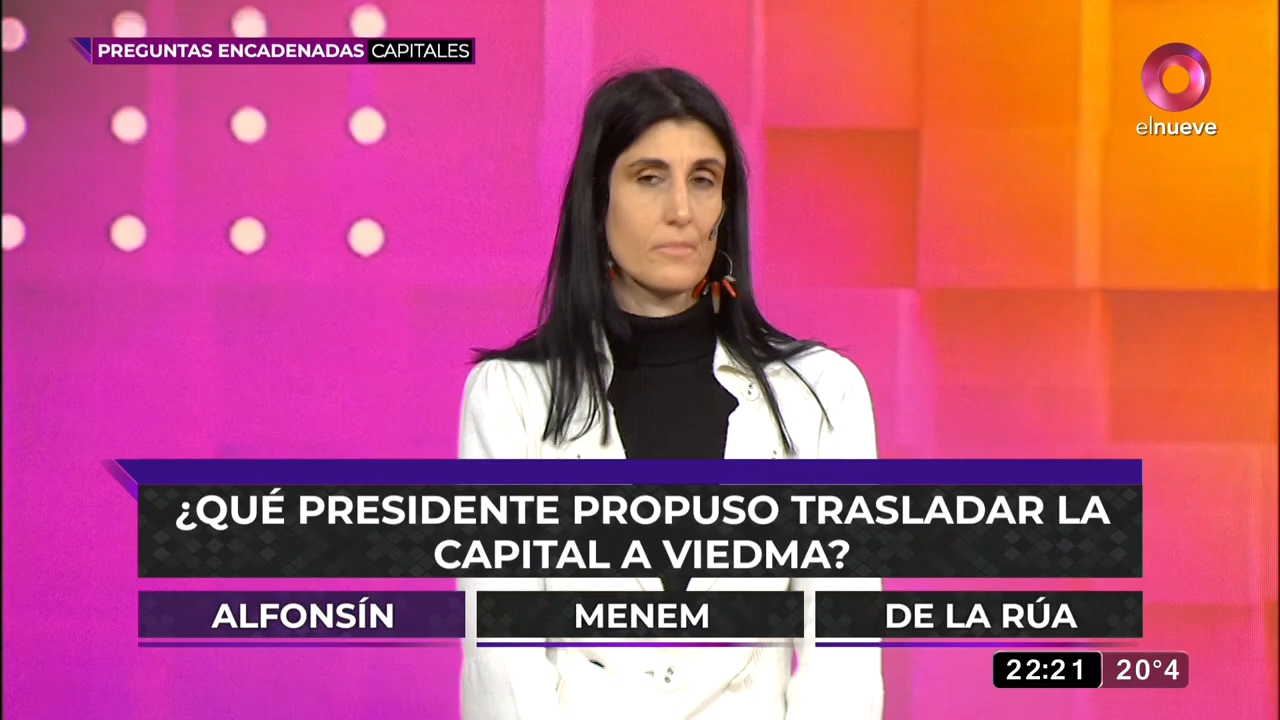 PREGUNTAS ENCADENADAS CAPITALES
elnueve
¿QUÉ PRESIDENTE PROPUSO TRASLADAR LA
CAPITAL A VIEDMA?
ALFONSÍN MENEM DE LA RÚA
22:21 20°4